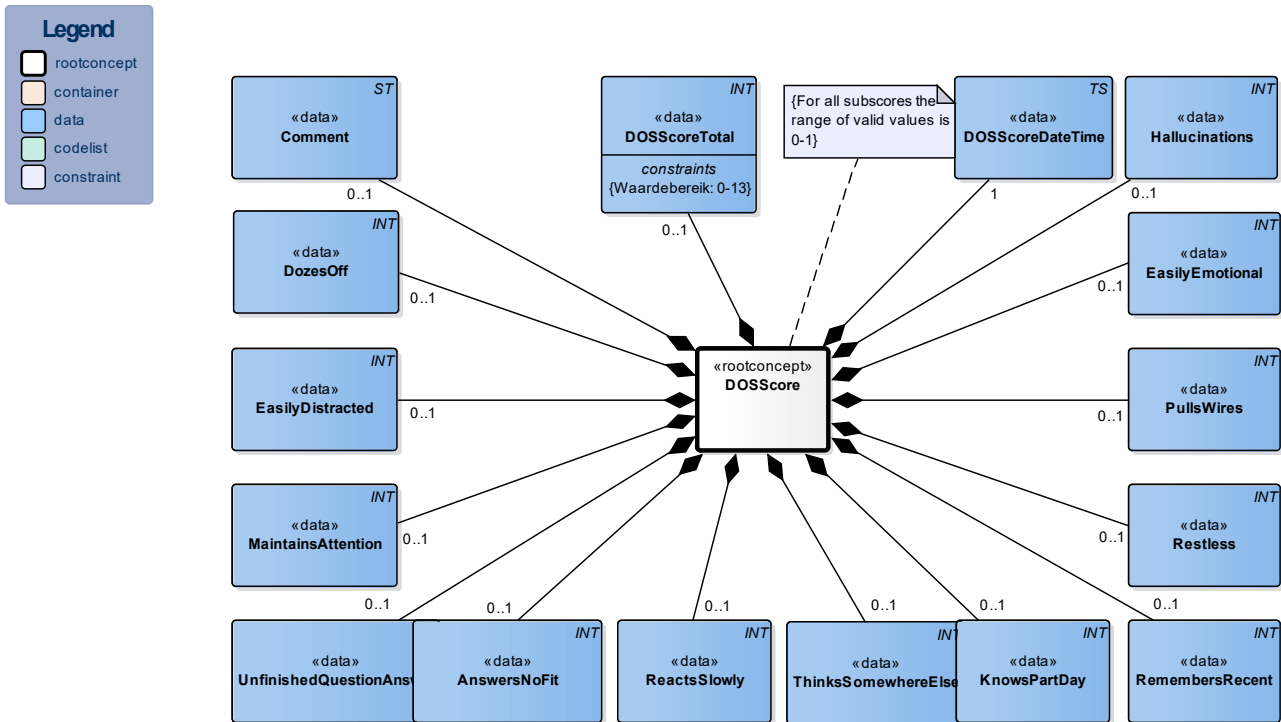 Legend
rootconcept
container
data
codelist
constraint
ST
«data»
Comment
INT
«data»
DOSScoreTotal
constraints
{Waardebereik: 0-13}
{For all subscores the
range of valid values is
0-1}
TS
«data»
DOSScoreDateTime
INT
«data»
Hallucinations
0..1
0..1
1
0..1
INT
«data»
DozesOff
0..1
INT
«data»
EasilyEmotional
0..1
INT
«data»
EasilyDistracted
0..1
«rootconcept»
DOSScore
INT
«data»
PullsWires
0..1
INT
«data»
MaintainsAttention
0..1
INT
«data»
Restless
0..1
0..1
0..1
0..1
0..1
0..1
0..1
«data»
INT
«data»
AnswersNoFit
INT
«data»
ReactsSlowly
INT
«data»
ThinksSomewhereElse
INT
«data»
KnowsPartDay
INT
«data»
RemembersRecent